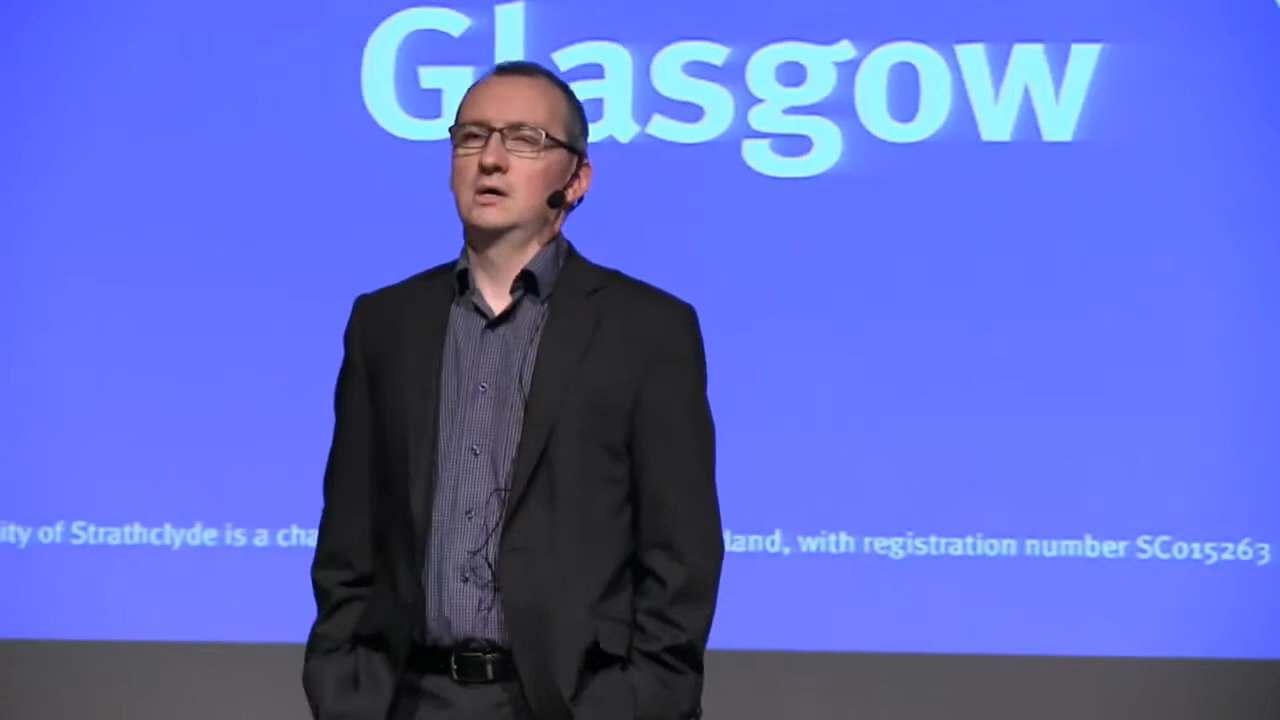 Glasgow
ity of Strathclyde is a cha land, with registration number SC015263